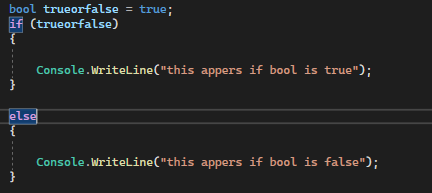 bool trueorfalse = true;
if (trueorfalse)
{
Console.WriteLine("this appers if bool is true");
}
else
{
Console.WriteLine("this appers if bool is false");
}